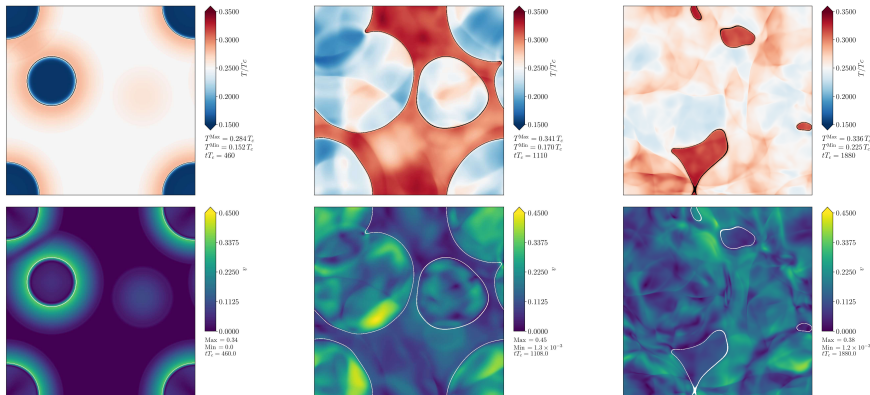 0.3500
0.3000
0.2500
0.2000
0.1500
T/Tc
T^Max = 0.284 T_c
T^Min = 0.152 T_c
tT_c = 460
0.3500
0.3000
0.2500
0.2000
0.1500
T/Tc
T^Max = 0.341 T_c
T^Min = 0.170 T_c
tT_c = 1110
0.3500
0.3000
0.2500
0.2000
0.1500
T/Tc
T^Max = 0.336 T_c
T^Min = 0.225 T_c
tT_c = 1880
0.4500
0.3375
0.2250
0.1125
0.0000
v
Max = 0.34
Min = 0.0
tT_c = 460.0
0.4500
0.3375
0.2250
0.1125
0.0000
v
Max = 0.45
Min = 1.3 × 10⁻³
tT_c = 1108.0
0.4500
0.3375
0.2250
0.1125
0.0000
v
Max = 0.38
Min = 1.2 × 10⁻³
tT_c = 1880.0